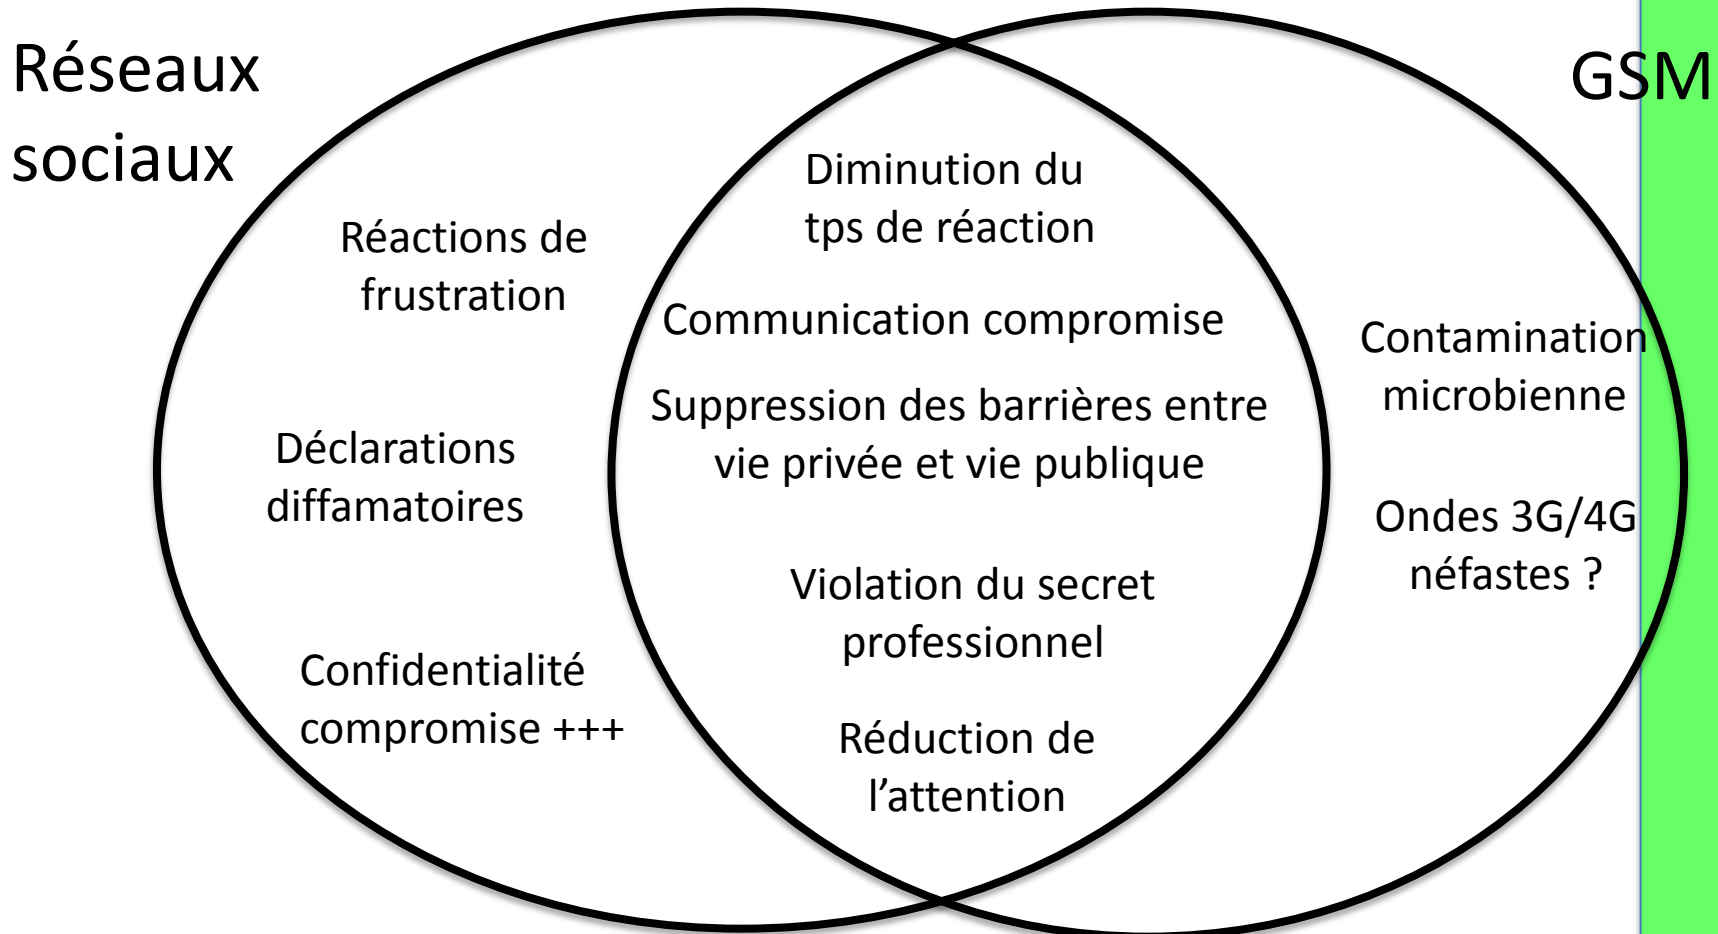 Réseaux
sociaux
GSM
Réactions de
frustration
Déclarations
diffamatoires
Confidentialité
compromise +++
Diminution du
tps de réaction
Communication compromise
Suppression des barrières entre
vie privée et vie publique
Violation du secret
professionnel
Réduction de
l’attention
Contamination
microbienne
Ondes 3G/4G
néfastes ?